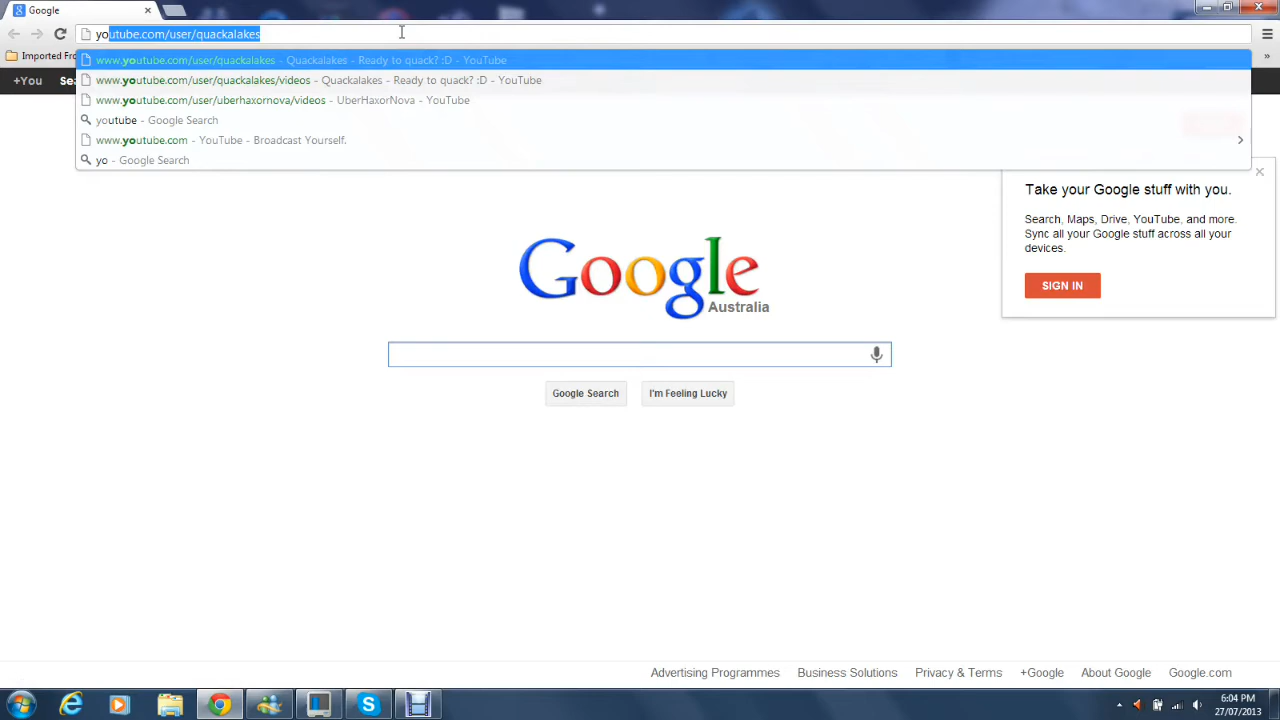 Google
youtube.com/user/quackalakes
Imported From
»
www.youtube.com/user/quackalakes - Quackalakes - Ready to quack? :D - YouTube
www.youtube.com/user/quackalakes/videos - Quackalakes - Ready to quack? :D - YouTube
www.youtube.com/user/uberhaxornova/videos - UberHaxorNova - YouTube
youtube - Google Search
www.youtube.com - YouTube - Broadcast Yourself.
yo - Google Search
+You
Take your Google stuff with you.
Search, Maps, Drive, YouTube, and more.
Sync all your Google stuff across all your
devices.
SIGN IN
Google
Australia
Google Search
I'm Feeling Lucky
Advertising Programmes
Business Solutions
Privacy & Terms
+Google
About Google
Google.com
6:04 PM
27/07/2013